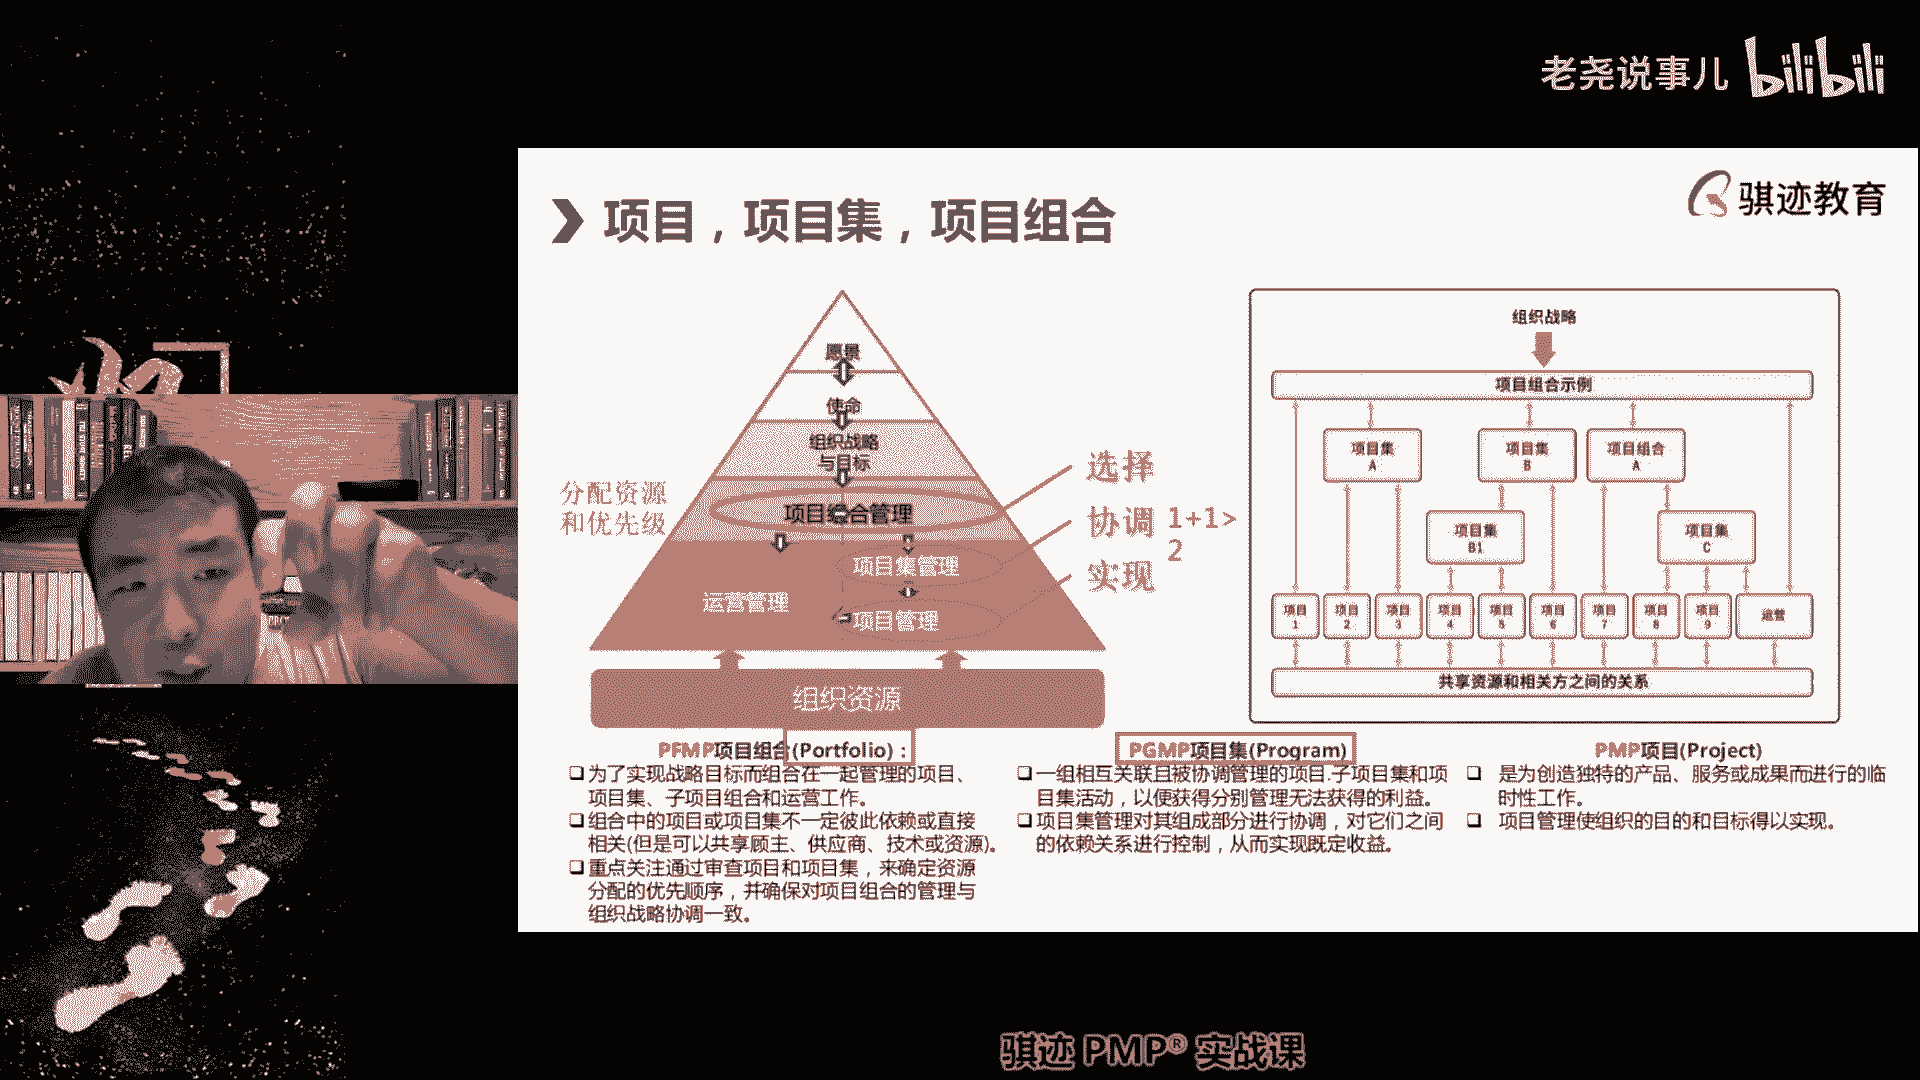 老尧说事儿 bilibili
骐迹教育
项目，项目集，项目组合
愿景
使命
组织战略
与目标
分配资源
和优先级
项目组合管理
项目集管理
运营管理
项目管理
选择
协调 1+1>
2
实现
组织资源
组织战略
项目组合示例
项目集
A
项目集
B
项目组合
A
项目集
B1
项目集
C
项目
1
项目
2
项目
3
项目
4
项目
5
项目
6
项目
7
项目
8
项目
9
运营
共享资源和相关方之间的关系
PFMP项目组合(Portfolio)：
为了实现战略目标而组合在一起管理的项目、
项目集、子项目组合和运营工作。
组合中的项目或项目集不一定彼此依赖或直接
相关(但是可以共享顾主、供应商、技术或资源)。
重点关注通过审查项目和项目集，来确定资源
分配的优先顺序，并确保对项目组合的管理与
组织战略协调一致。
PGMP项目集(Program)
一组相互关联且被协调管理的项目.子项目集和项
目集活动，以便获得分别管理无法获得的利益。
项目集管理对其组成部分进行协调，对它们之间
的依赖关系进行控制，从而实现既定收益。
PMP项目(Project)
是为创造独特的产品、服务或成果而进行的临
时性工作。
项目管理使组织的目的和目标得以实现。
骐迹 PMP® 实战课